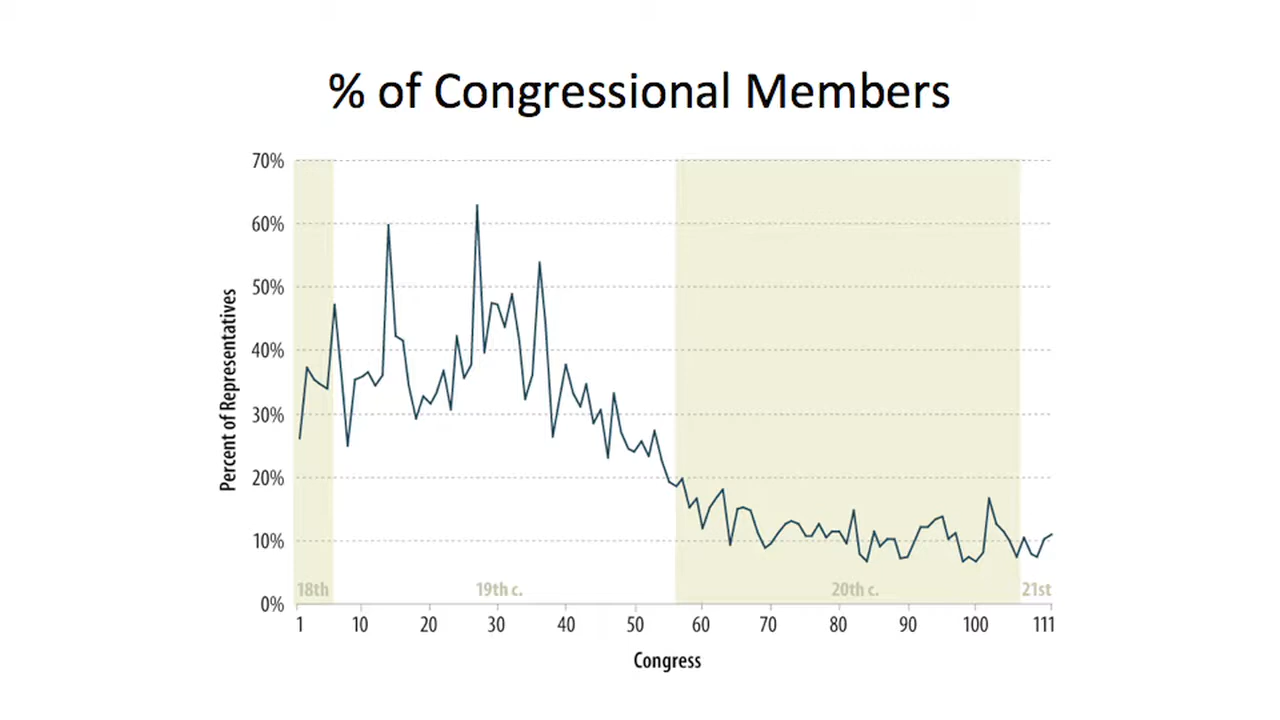 % of Congressional Members
70%
60%
50%
40%
30%
20%
10%
0%
Percent of Representatives
18th
19th c.
20th c.
21st
1 10 20 30 40 50 60 70 80 90 100 111
Congress